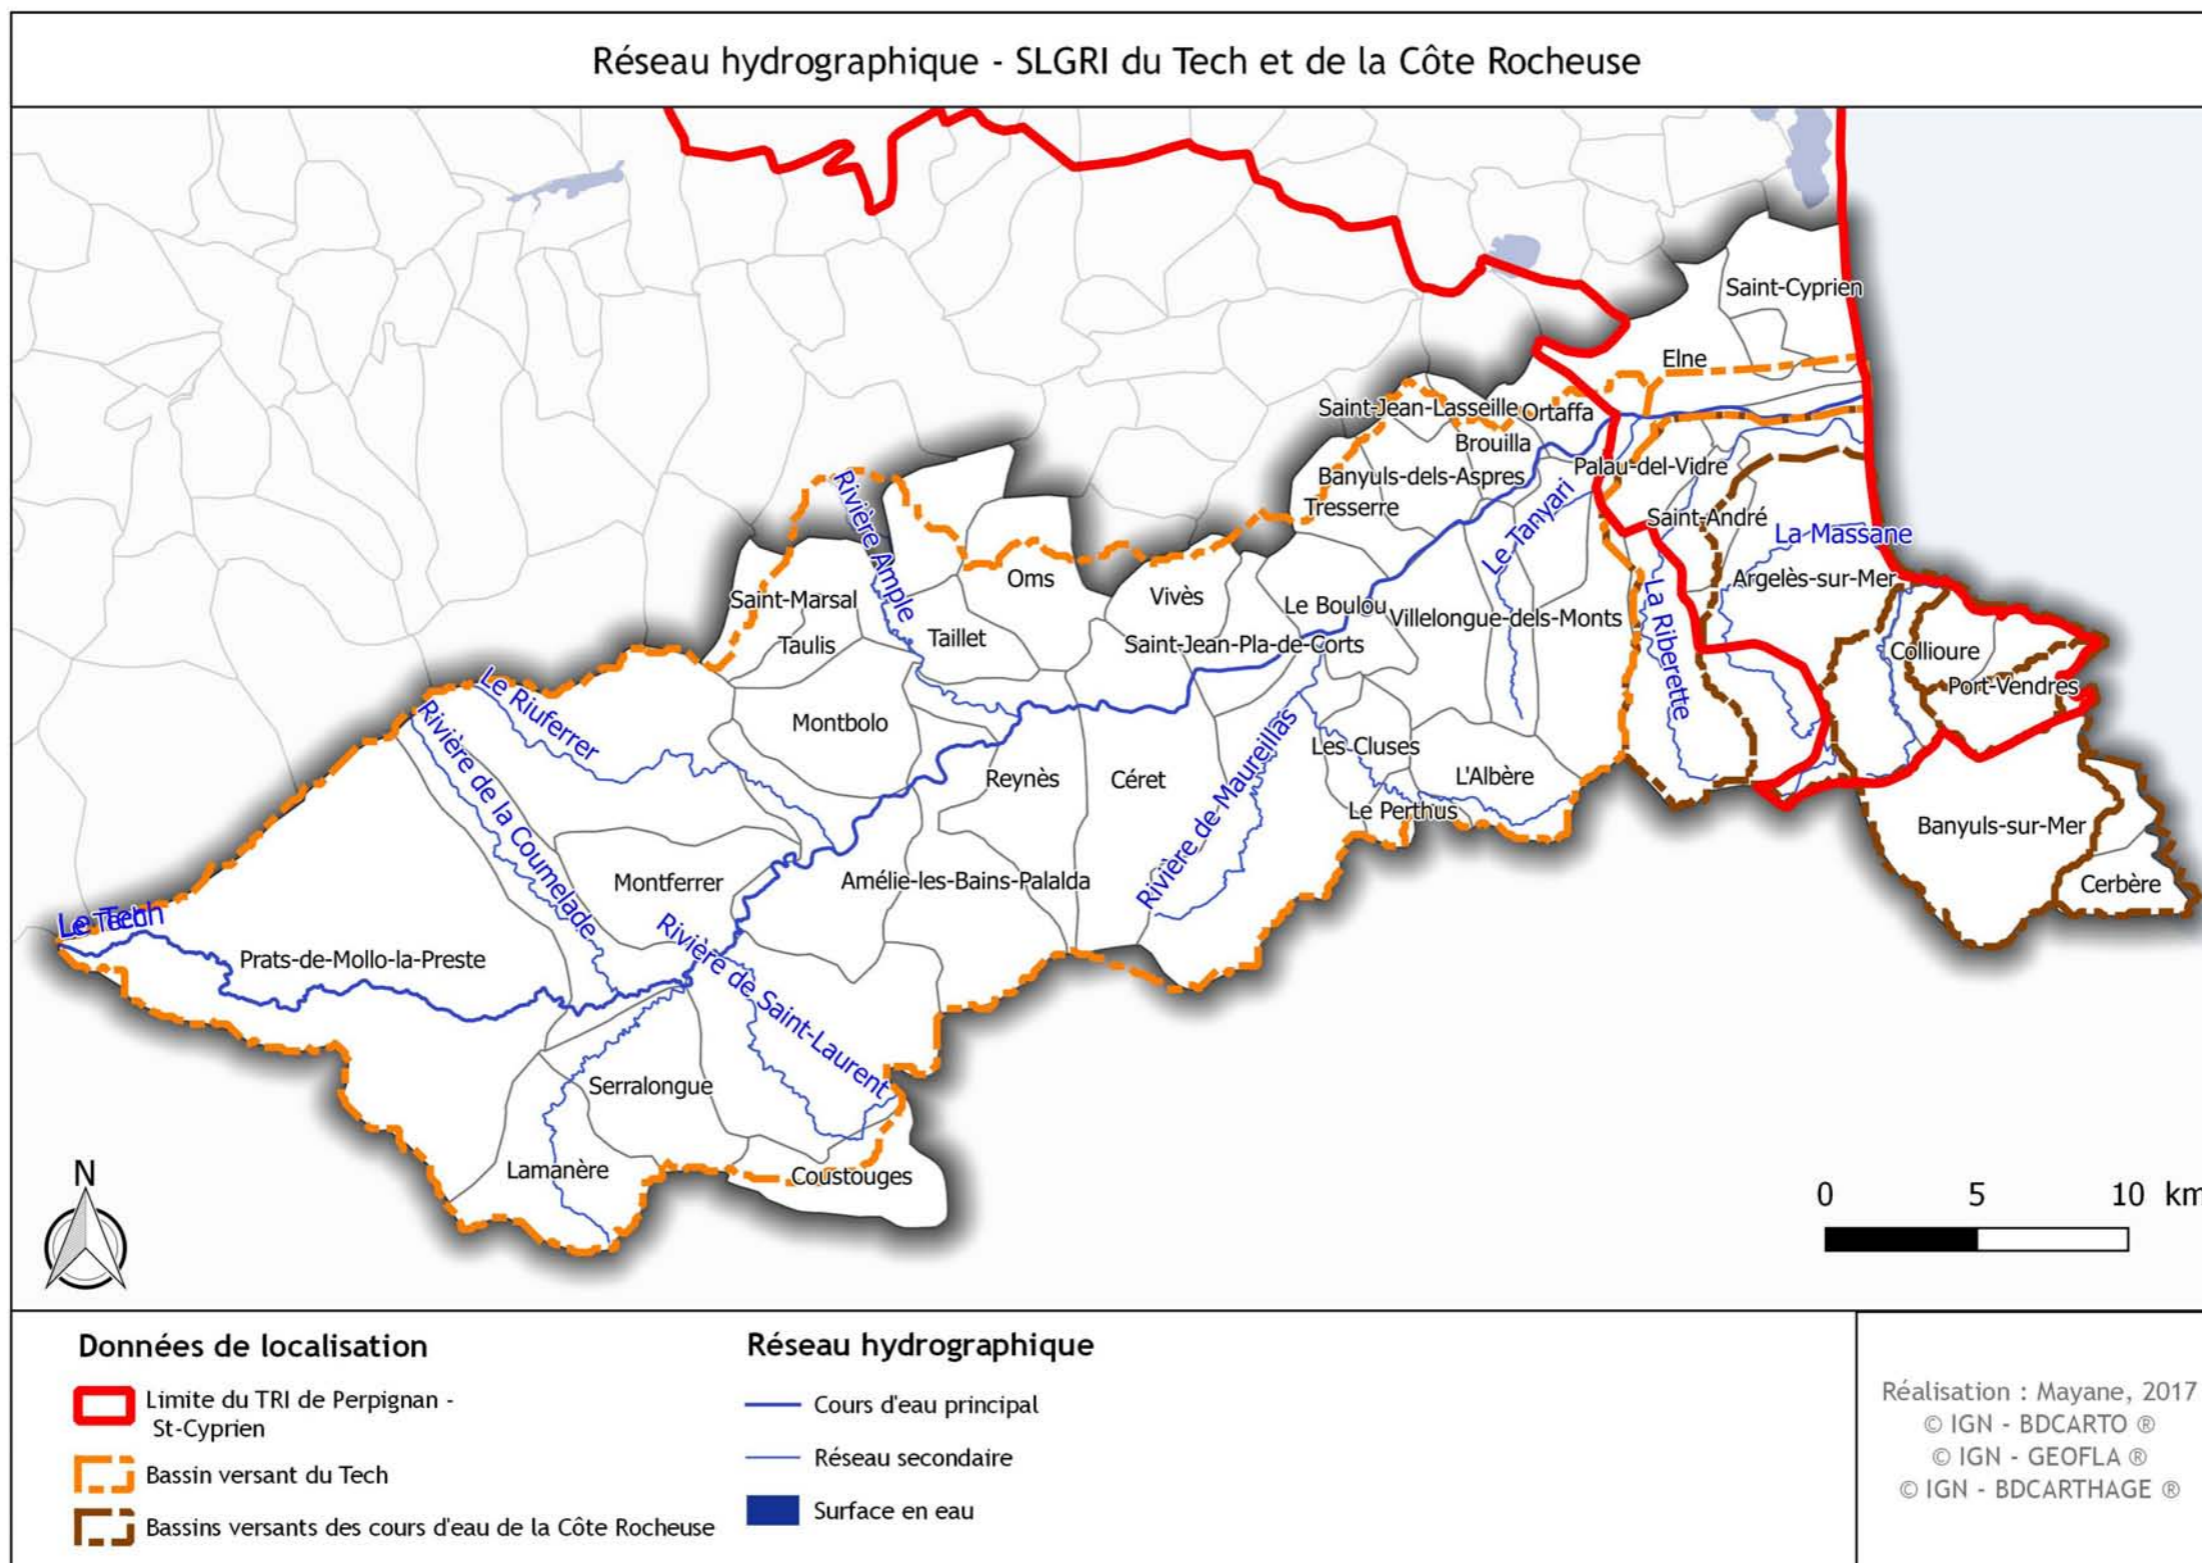 Réseau hydrographique - SLGRI du Tech et de la Côte Rocheuse
Saint-Cyprien
Elne
Saint-Jean-Lasseille
Ortaffa
Brouilla
Banyuls-dels-Aspres
Palau-del-Vidre
Tresserre
Le Tanyari
Saint-André
La Massane
Rivière Ample
Oms
Argelès-sur-Mer
Saint-Marsal
Vivès
Le Boulou
Villelongue-dels-Monts
La Riberette
Taulis
Taillet
Saint-Jean-Pla-de-Corts
Collioure
Port-Vendres
Le Riuferrer
Rivière de la Coumelade
Montbolo
Reynès
Céret
Rivière de Maureillas
Les Cluses
L'Albère
Le Perthus
Banyuls-sur-Mer
Cerbère
Montferrer
Amélie-les-Bains-Palalda
Le Tech
Le Tech
Prats-de-Mollo-la-Preste
Rivière de Saint-Laurent
Serralongue
Lamanère
Coustouges
N
0 5 10 km
Données de localisation
Limite du TRI de Perpignan -
St-Cyprien
Bassin versant du Tech
Bassins versants des cours d'eau de la Côte Rocheuse
Réseau hydrographique
Cours d'eau principal
Réseau secondaire
Surface en eau
Réalisation : Mayane, 2017
© IGN - BDCARTO ®
© IGN - GEOFLA ®
© IGN - BDCARTHAGE ®